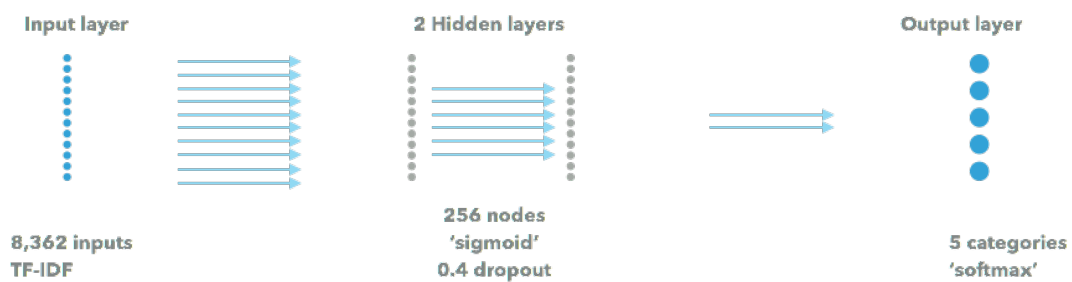 Input layer
2 Hidden layers
Output layer
256 nodes
‘sigmoid’
0.4 dropout
8,362 inputs
TF-IDF
5 categories
‘softmax’